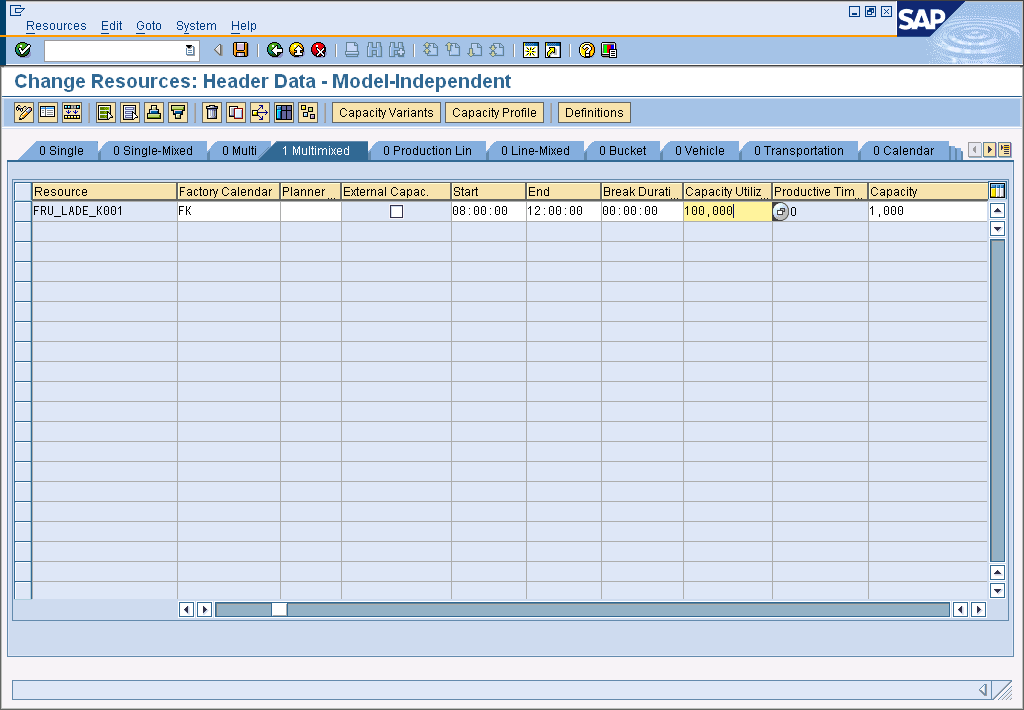 Resources Edit Goto System Help
SAP
Change Resources: Header Data - Model-Independent
Capacity Variants Capacity Profile Definitions
0 Single 0 Single-Mixed 0 Multi 1 Multimixed 0 Production Lin 0 Line-Mixed 0 Bucket 0 Vehicle 0 Transportation 0 Calendar
Resource Factory Calendar Planner ... External Capac. Start End Break Durati... Capacity Utiliz... Productive Tim... Capacity
FRU_LADE_K001 FK 08:00:00 12:00:00 00:00:00 100,000 0 1,000